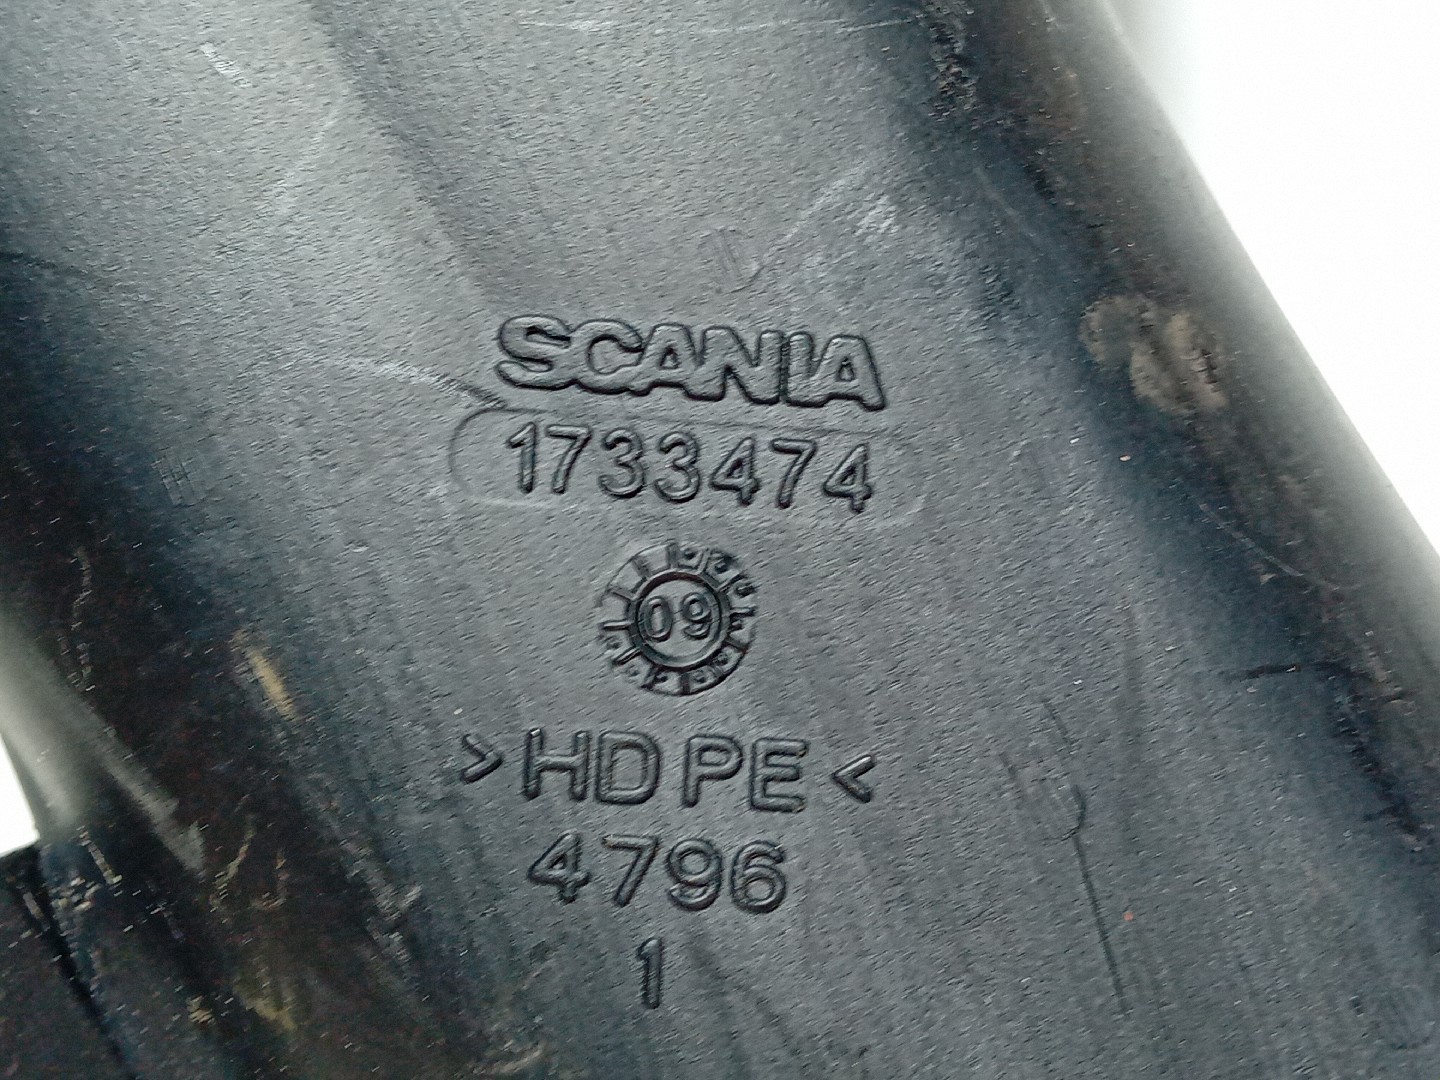 SCANIA
1733474
09
>HDPE<
4796
1